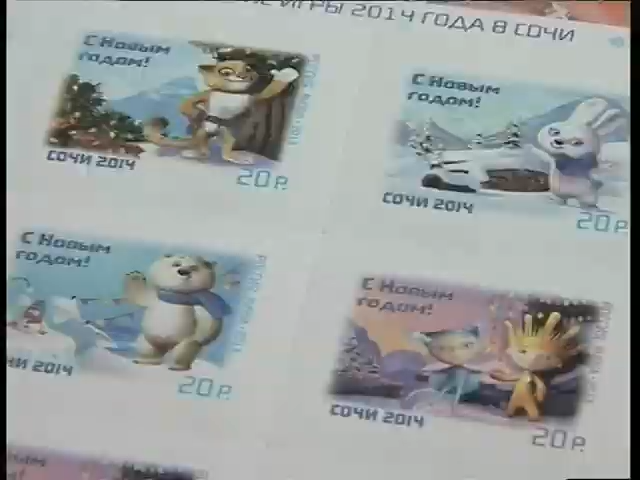 ИГРЫ 2014 ГОДА В СОЧИ
С Новым
годом!
СОЧИ 2014
20 Р.
С Новым
годом!
СОЧИ 2014
20 Р.
С Новым
годом!
СОЧИ 2014
20 Р.
С Новым
годом!
СОЧИ 2014
20 Р.